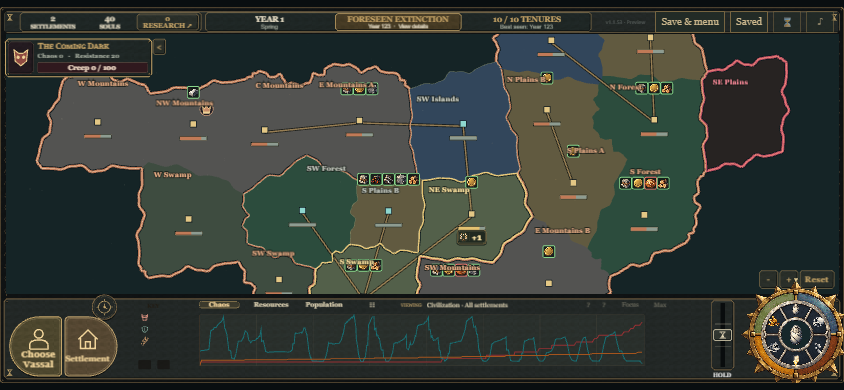 2
SETTLEMENTS
40
SOULS
0
RESEARCH ↗
YEAR 1
Spring
FORESEEN EXTINCTION
Year 123 · View details
10 / 10 TENURES
Best seen: Year 123
Save & menu
Saved
THE COMING DARK
Chaos 0 · Resistance 20
Creep 0 / 100
<
W Mountains
NW Mountains
C Mountains
E Mountains A
SW Islands
N Plains B
N Forest
SE Plains
S Plains A
W Swamp
SW Forest
S Plains B
NE Swamp
S Forest
+1
E Mountains B
SW Swamp
S Swamp
SW Mountains
- + Reset
Choose Vassal
Settlement
Chaos
Resources
Population
Civilization · All settlements
HOLD